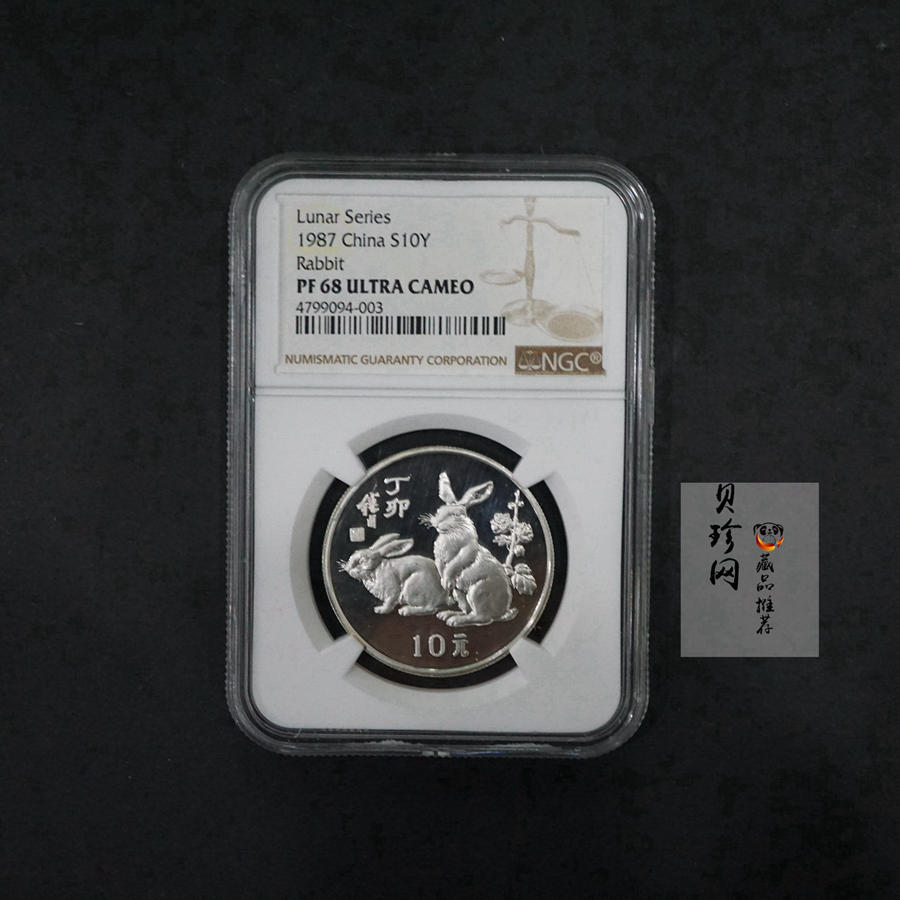 Lunar Series
1987 China S10Y
Rabbit
PF 68 ULTRA CAMEO
4799094-003
NUMISMATIC GUARANTY CORPORATION
NGC®
丁卯
10元
贝珍网
藏品推荐